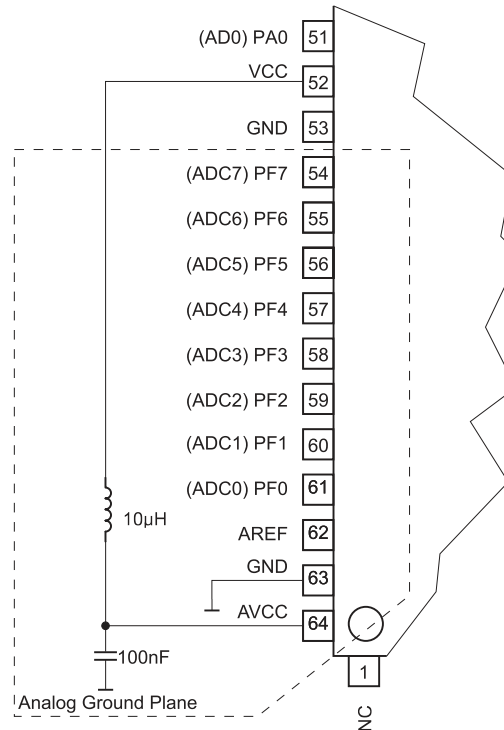 (AD0) PA0 51
VCC 52
GND 53
(ADC7) PF7 54
(ADC6) PF6 55
(ADC5) PF5 56
(ADC4) PF4 57
(ADC3) PF3 58
(ADC2) PF2 59
(ADC1) PF1 60
(ADC0) PF0 61
10µH
AREF 62
GND 63
AVCC 64
100nF
1
Analog Ground Plane
NC